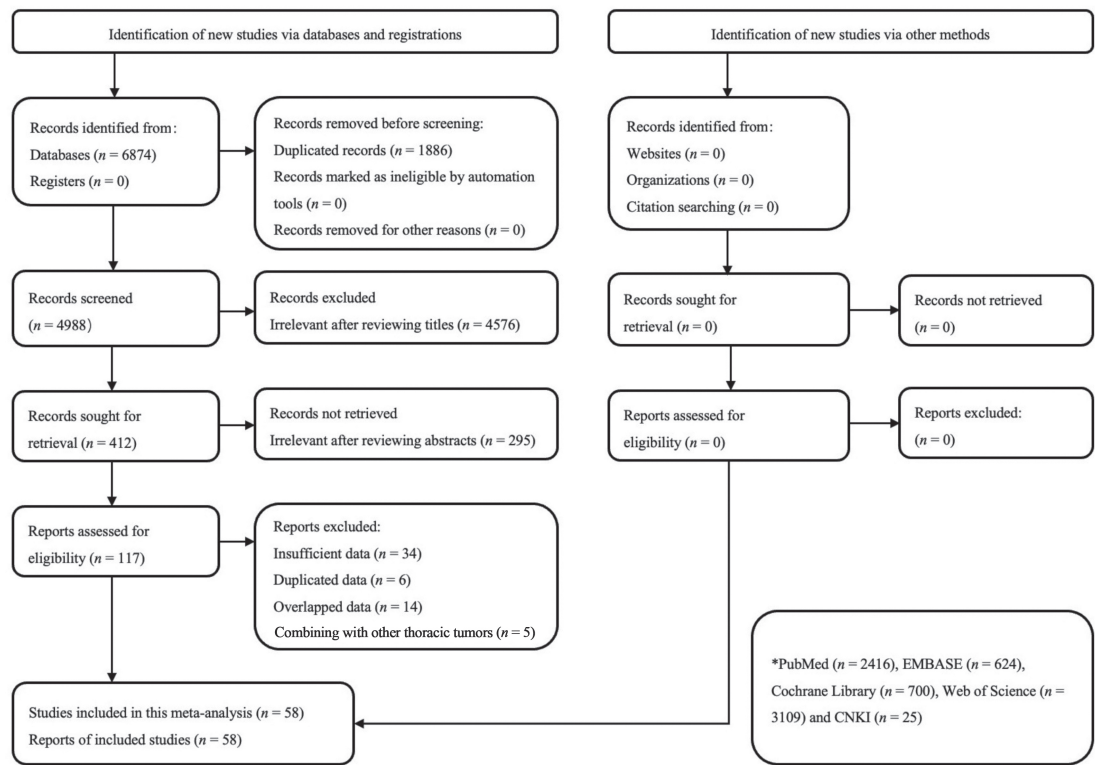 Identification of new studies via databases and registrations
Records identified from:
Databases (n = 6874)
Registers (n = 0)
Records removed before screening:
Duplicated records (n = 1886)
Records marked as ineligible by automation
tools (n = 0)
Records removed for other reasons (n = 0)
Records screened
(n = 4988)
Records excluded
Irrelevant after reviewing titles (n = 4576)
Records sought for
retrieval (n = 412)
Records not retrieved
Irrelevant after reviewing abstracts (n = 295)
Reports assessed for
eligibility (n = 117)
Reports excluded:
Insufficient data (n = 34)
Duplicated data (n = 6)
Overlapped data (n = 14)
Combining with other thoracic tumors (n = 5)
Studies included in this meta-analysis (n = 58)
Reports of included studies (n = 58)
Identification of new studies via other methods
Records identified from:
Websites (n = 0)
Organizations (n = 0)
Citation searching (n = 0)
Records sought for
retrieval (n = 0)
Records not retrieved
(n = 0)
Reports assessed for
eligibility (n = 0)
Reports excluded:
(n = 0)
*PubMed (n = 2416), EMBASE (n = 624),
Cochrane Library (n = 700), Web of Science (n =
3109) and CNKI (n = 25)